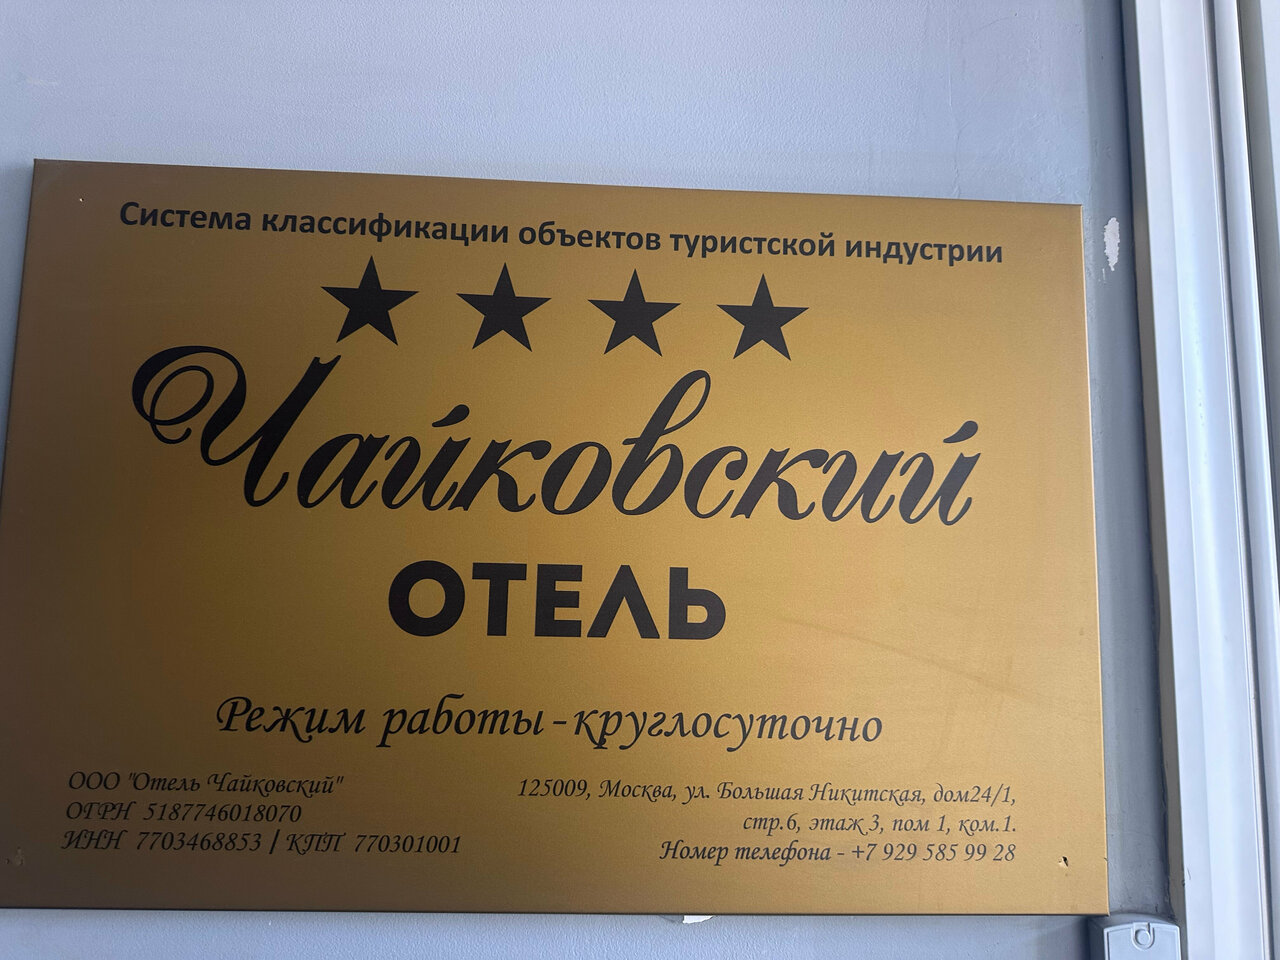 Система классификации объектов туристской индустрии
Чайковский
ОТЕЛЬ
Режим работы - круглосуточно
ООО "Отель Чайковский"
ОГРН 5187746018070
ИНН 7703468853 | КПП 770301001
125009, Москва, ул. Большая Никитская, дом24/1,
стр.6, этаж 3, пом 1, ком.1.
Номер телефона - +7 929 585 99 28